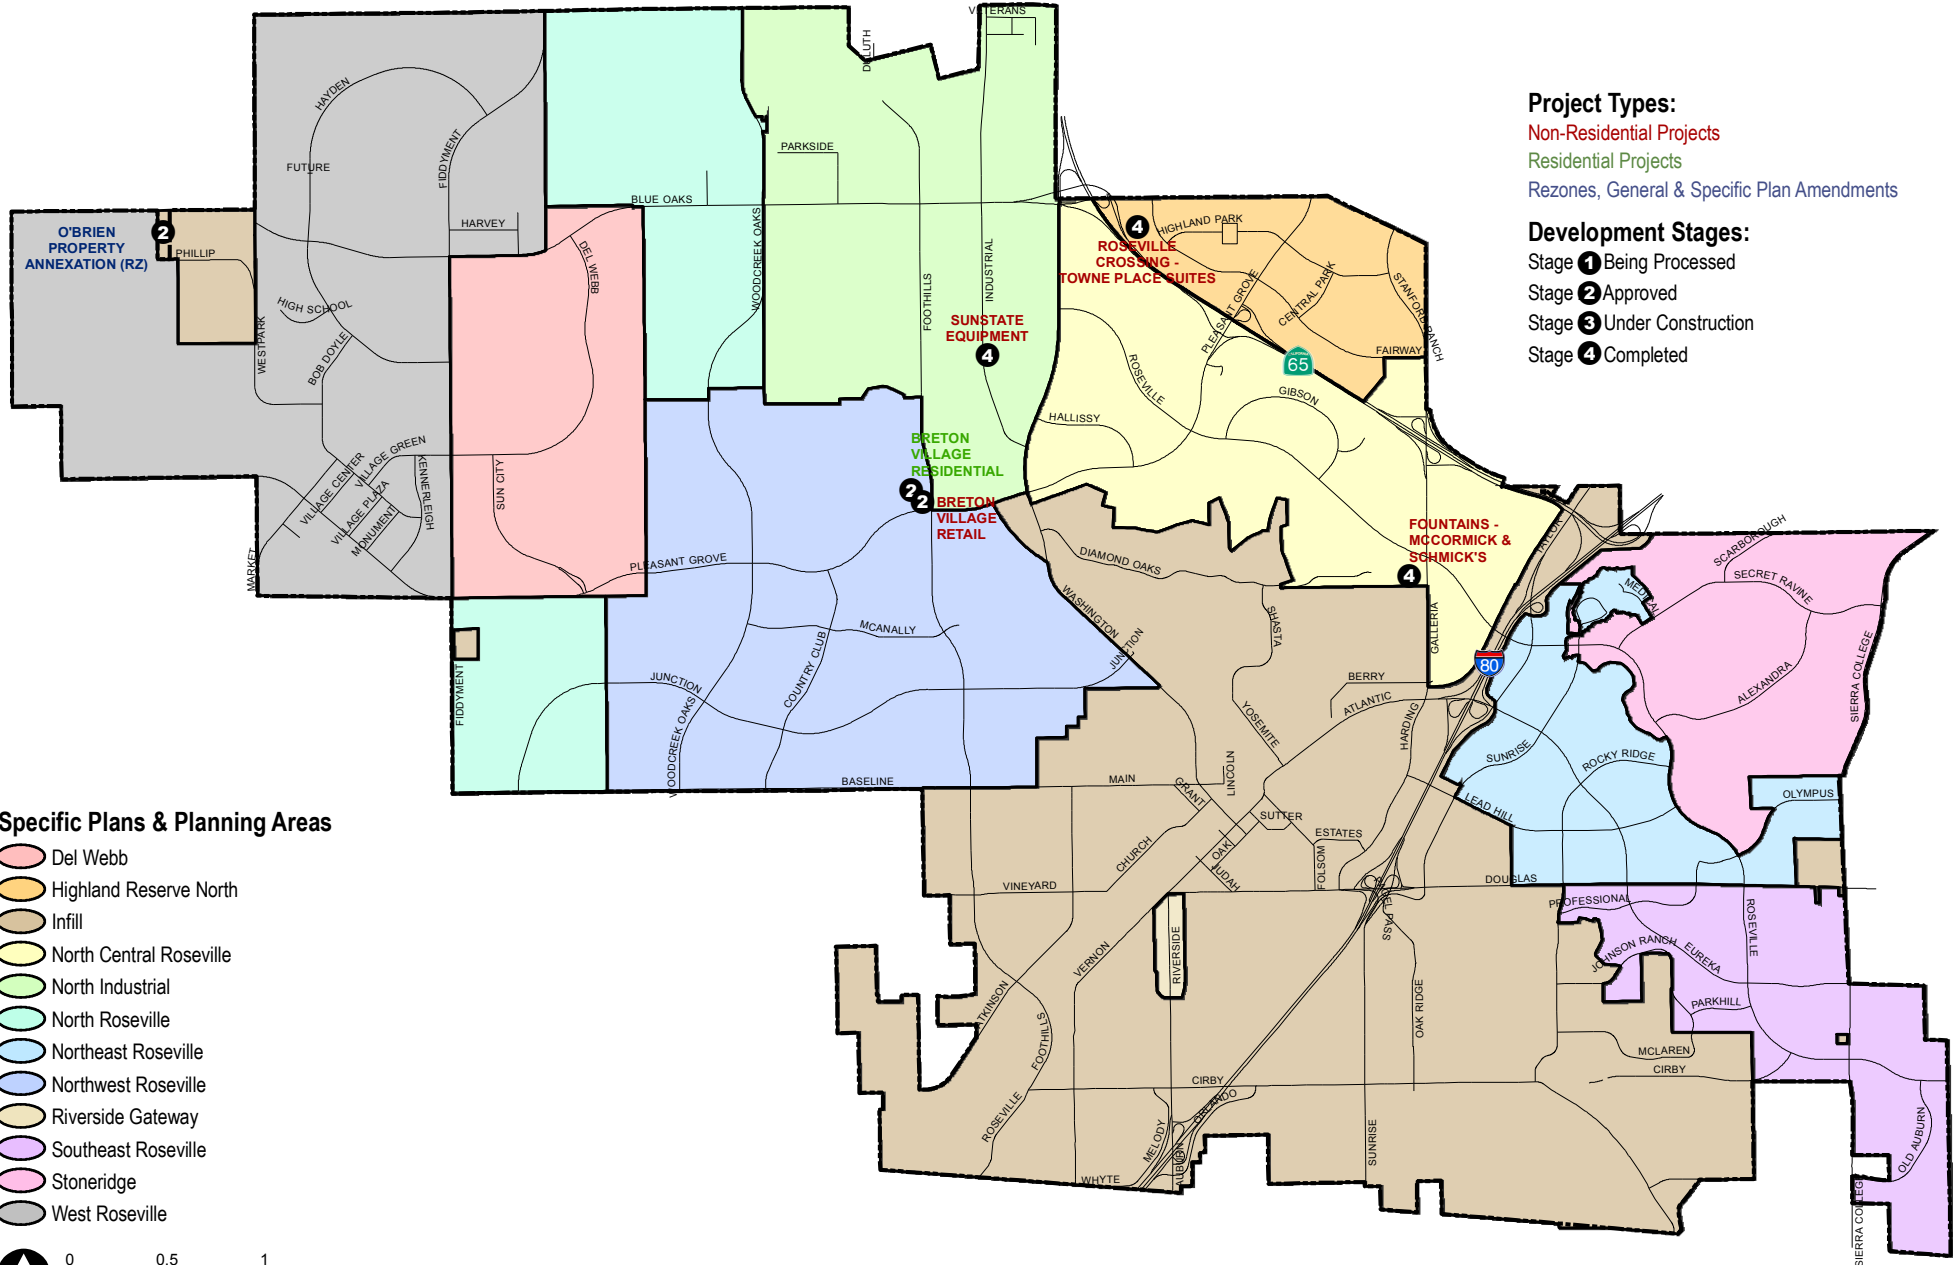 Project Types:
Non-Residential Projects
Residential Projects
Rezones, General & Specific Plan Amendments
Development Stages:
Stage 1 Being Processed
Stage 2 Approved
Stage 3 Under Construction
Stage 4 Completed
VETERANS
DULUTH
HAYDEN
FIDDYMENT
FUTURE
HARVEY
PARKSIDE
BLUE OAKS
WOODCREEK OAKS
DEL WEBB
FOOTHILLS
INDUSTRIAL
O'BRIEN
PROPERTY
ANNEXATION (RZ)
2
PHILLIP
HIGH SCHOOL
WESTPARK
BOB DOYLE
4
HIGHLAND PARK
ROSEVILLE
CROSSING -
TOWNE PLACE SUITES
PLEASANT GROVE
CENTRAL PARK
STANFORD RANCH
FAIRWAY
CALIFORNIA
65
SUNSTATE
EQUIPMENT
4
ROSEVILLE
GIBSON
HALLISSY
BRETON
VILLAGE
RESIDENTIAL
2
2
BRETON
VILLAGE
RETAIL
FOUNTAINS -
MCCORMICK &
SCHMICK'S
4
VILLAGE GREEN
VILLAGE CENTER
VILLAGE PLAZA
MONUMENT
KENNERLEIGH
MARKET
SUN CITY
PLEASANT GROVE
DIAMOND OAKS
WASHINGTON
SHASTA
JUNCTION
TAYLOR
GALLERIA
80
SCARBOROUGH
SECRET RAVINE
MEDICAL
ALEXANDRA
SIERRA COLLEGE
MCANALLY
COUNTRY CLUB
JUNCTION
FIDDYMENT
WOODCREEK OAKS
BASELINE
BERRY
ATLANTIC
YOSEMITE
HARDING
SUNRISE
ROCKY RIDGE
LEAD HILL
OLYMPUS
MAIN
GRANT
LINCOLN
SUTTER
ESTATES
FOLSOM
CHURCH
OAK
JUDAH
VINEYARD
DOUGLAS
PROFESSIONAL
ROSEVILLE
JOHNSON RANCH
EUREKA
PARKHILL
MCLAREN
CIRBY
VERNON
RIVERSIDE
OAK RIDGE
ATKINSON
FOOTHILLS
ROSEVILLE
CIRBY
ORLANDO
MELODY
AUBURN
WHYTE
SUNRISE
OLD AUBURN
SIERRA COLLEGE
Specific Plans & Planning Areas
Del Webb
Highland Reserve North
Infill
North Central Roseville
North Industrial
North Roseville
Northeast Roseville
Northwest Roseville
Riverside Gateway
Southeast Roseville
Stoneridge
West Roseville
0 0.5 1